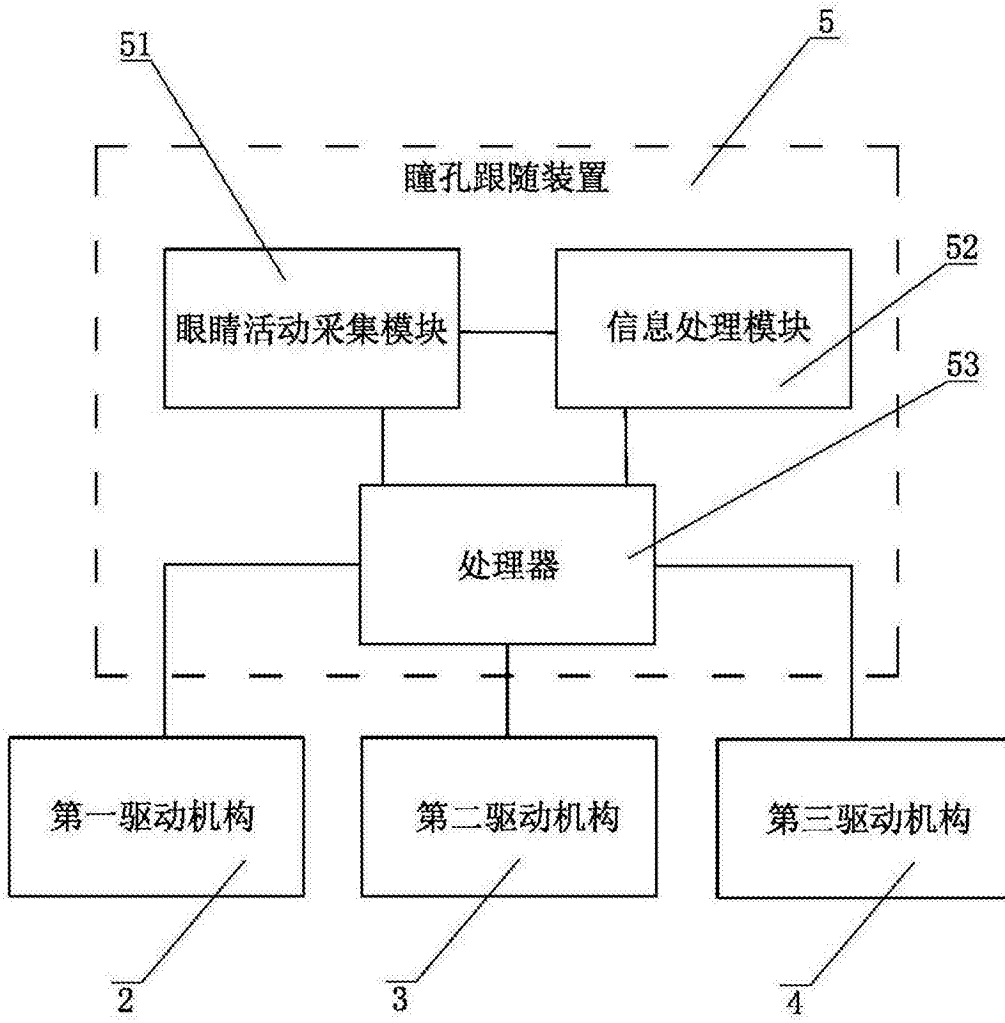 5
51
瞳孔跟随装置
52
眼睛活动采集模块
信息处理模块
53
处理器
第一驱动机构
第二驱动机构
第三驱动机构
2
3
4